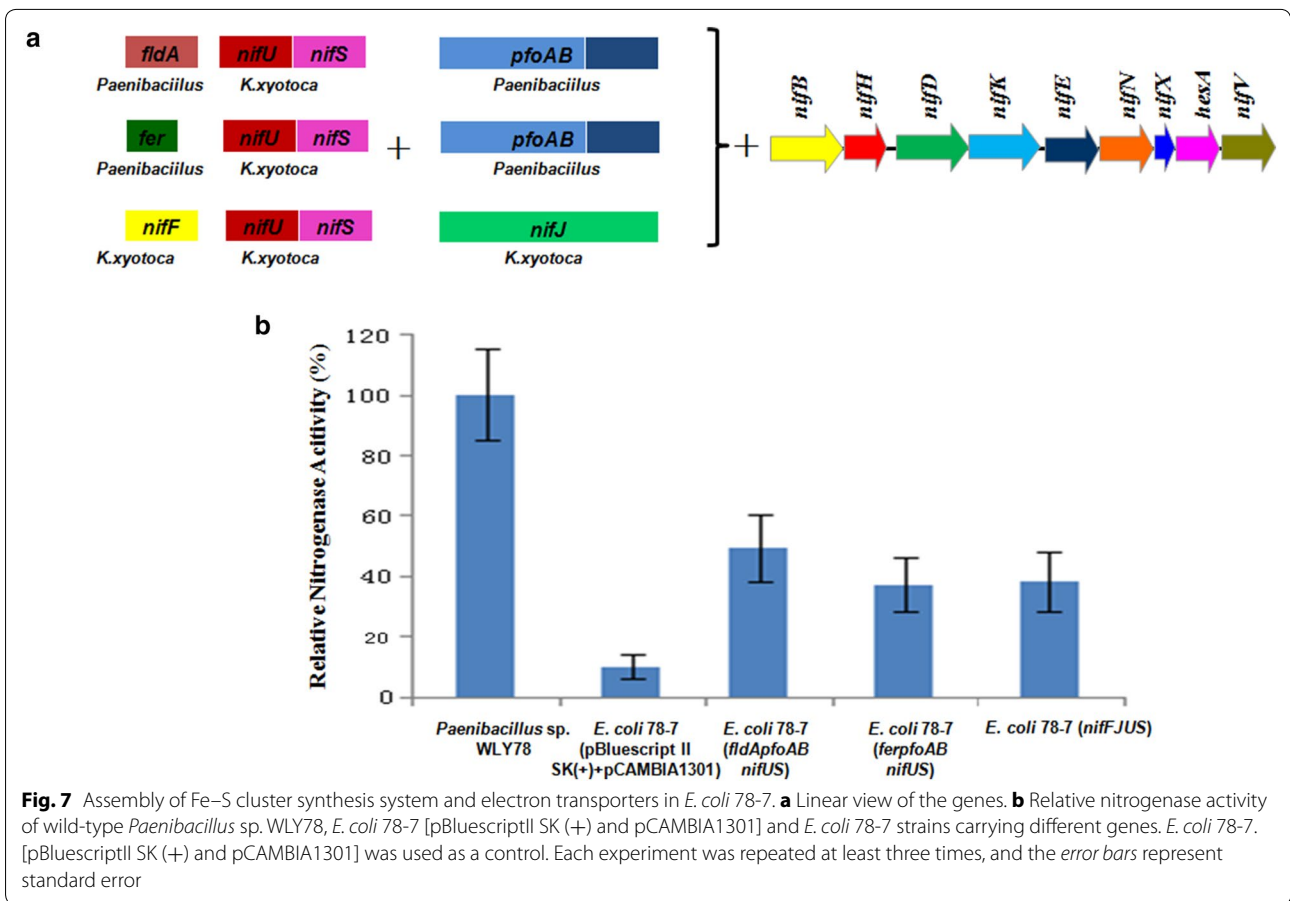 a
fldA nifU nifS pfoAB
Paenibaciilus K.xyotoca Paenibaciilus
fer nifU nifS + pfoAB
Paenibaciilus K.xyotoca Paenibaciilus
nifF nifU nifS nifJ
K.xyotoca K.xyotoca K.xyotoca
+
nifB nifH nifD nifK nifE nifN nifX hesA nifV
b
Relative Nitrogenase Acitivity (%)
120
100
80
60
40
20
0
Paenibacillus sp. WLY78
E. coli 78-7 (pBluescript II SK(+)+pCAMBIA1301)
E. coli 78-7 (fldApfoAB nifUS)
E. coli 78-7 (ferpfoAB nifUS)
E. coli 78-7 (nifFJUS)
Fig. 7 Assembly of Fe–S cluster synthesis system and electron transporters in E. coli 78-7. a Linear view of the genes. b Relative nitrogenase activity
of wild-type Paenibacillus sp. WLY78, E. coli 78-7 [pBluescriptII SK (+) and pCAMBIA1301] and E. coli 78-7 strains carrying different genes. E. coli 78-7.
[pBluescriptII SK (+) and pCAMBIA1301] was used as a control. Each experiment was repeated at least three times, and the error bars represent
standard error